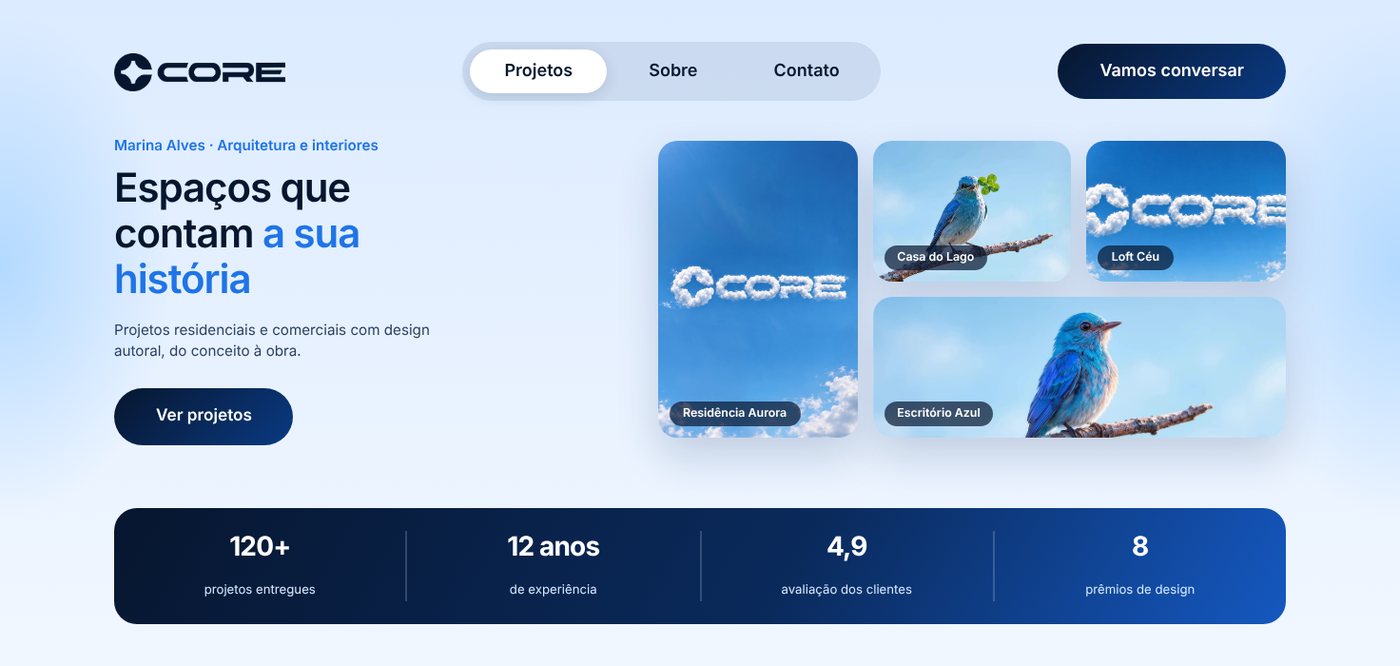 CORE
Projetos
Sobre
Contato
Vamos conversar
Marina Alves · Arquitetura e interiores
Espaços que
contam a sua
história
Projetos residenciais e comerciais com design
autoral, do conceito à obra.
Ver projetos
CORE
Residência Aurora
Casa do Lago
CORE
Loft Céu
Escritório Azul
120+
projetos entregues
12 anos
de experiência
4,9
avaliação dos clientes
8
prêmios de design